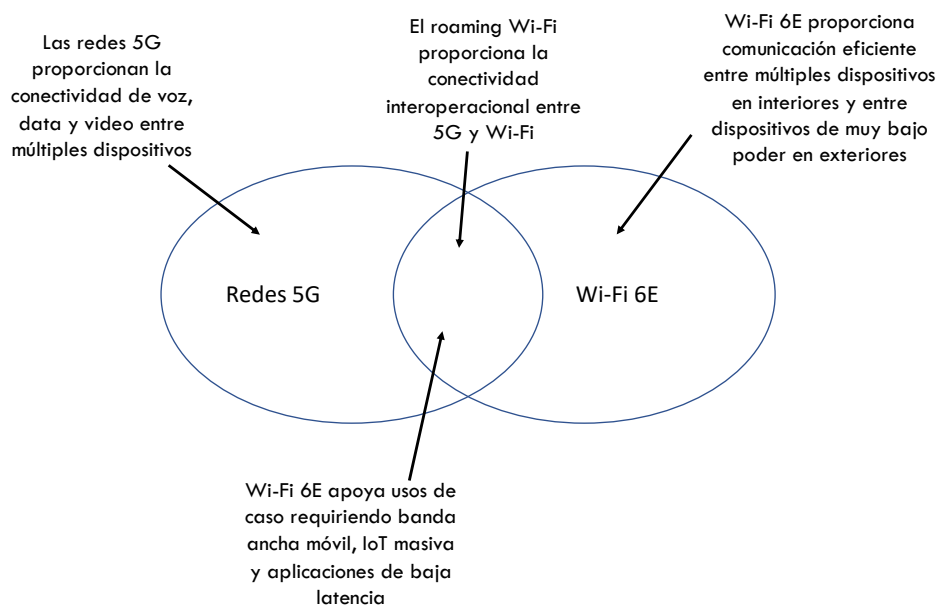 Las redes 5G
proporcionan la
conectividad de voz,
data y video entre
múltiples dispositivos
El roaming Wi-Fi
proporciona la
conectividad
interoperacional entre
5G y Wi-Fi
Wi-Fi 6E proporciona
comunicación eficiente
entre múltiples dispositivos
en interiores y entre
dispositivos de muy bajo
poder en exteriores
Redes 5G
Wi-Fi 6E
Wi-Fi 6E apoya usos de
caso requiriendo banda
ancha móvil, IoT masiva
y aplicaciones de baja
latencia